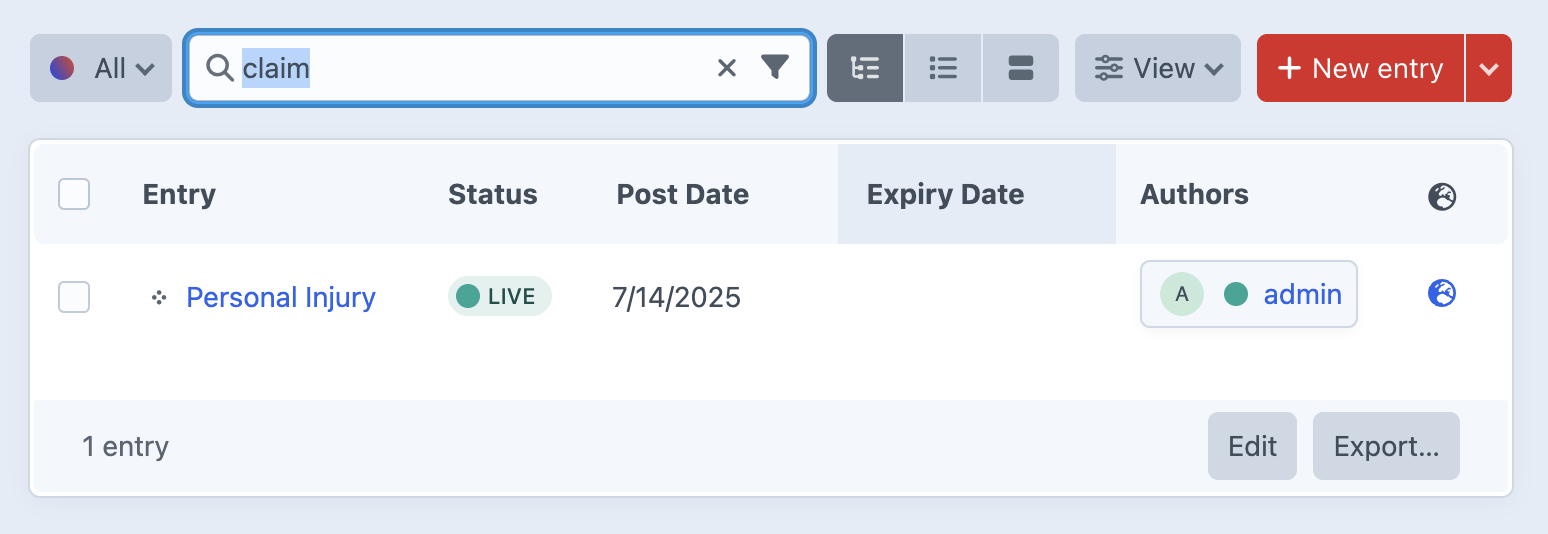 All claim View New entry
Entry Status Post Date Expiry Date Authors
Personal Injury LIVE 7/14/2025 A admin
1 entry Edit Export...